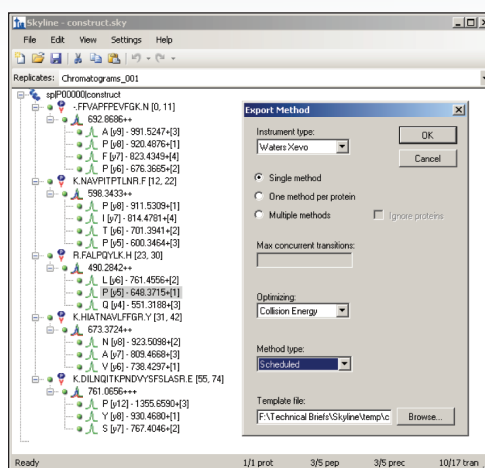 Skyline - construct.sky
File Edit View Settings Help
Replicates: Chromatograms_001
sp|P00000|construct
-.FFVAPFPEVFGK.N [0, 11]
692.8686++
A [y9] - 991.5247+[3]
P [y8] - 920.4876+[1]
F [y7] - 823.4349+[4]
P [y6] - 676.3665+[2]
K.NAVPITPTLNR.F [12, 22]
598.3433++
P [y8] - 911.5309+[1]
I [y7] - 814.4781+[4]
T [y6] - 701.3941+[2]
P [y5] - 600.3464+[3]
R.FALPQYLK.H [23, 30]
490.2842++
L [y6] - 761.4556+[2]
P [y5] - 648.3715+[1]
Q [y4] - 551.3188+[3]
K.HIATNAVLFFGR.Y [31, 42]
673.3724++
N [y8] - 923.5098+[2]
A [y7] - 809.4668+[3]
V [y6] - 738.4297+[1]
K.DILNQITKPNDVYSFSLASR.E [55, 74]
761.0656+++
P [y12] - 1355.6590+[3]
Y [y8] - 930.4680+[1]
S [y7] - 767.4046+[2]
Export Method
Instrument type:
Waters Xevo
OK
Cancel
Single method
One method per protein
Multiple methods
Ignore proteins
Max concurrent transitions:
Optimizing:
Collision Energy
Method type:
Scheduled
Template file:
F:\Technical Briefs\Skyline\temp\c
Browse...
Ready 1/1 prot 3/5 pep 3/5 prec 10/17 tran